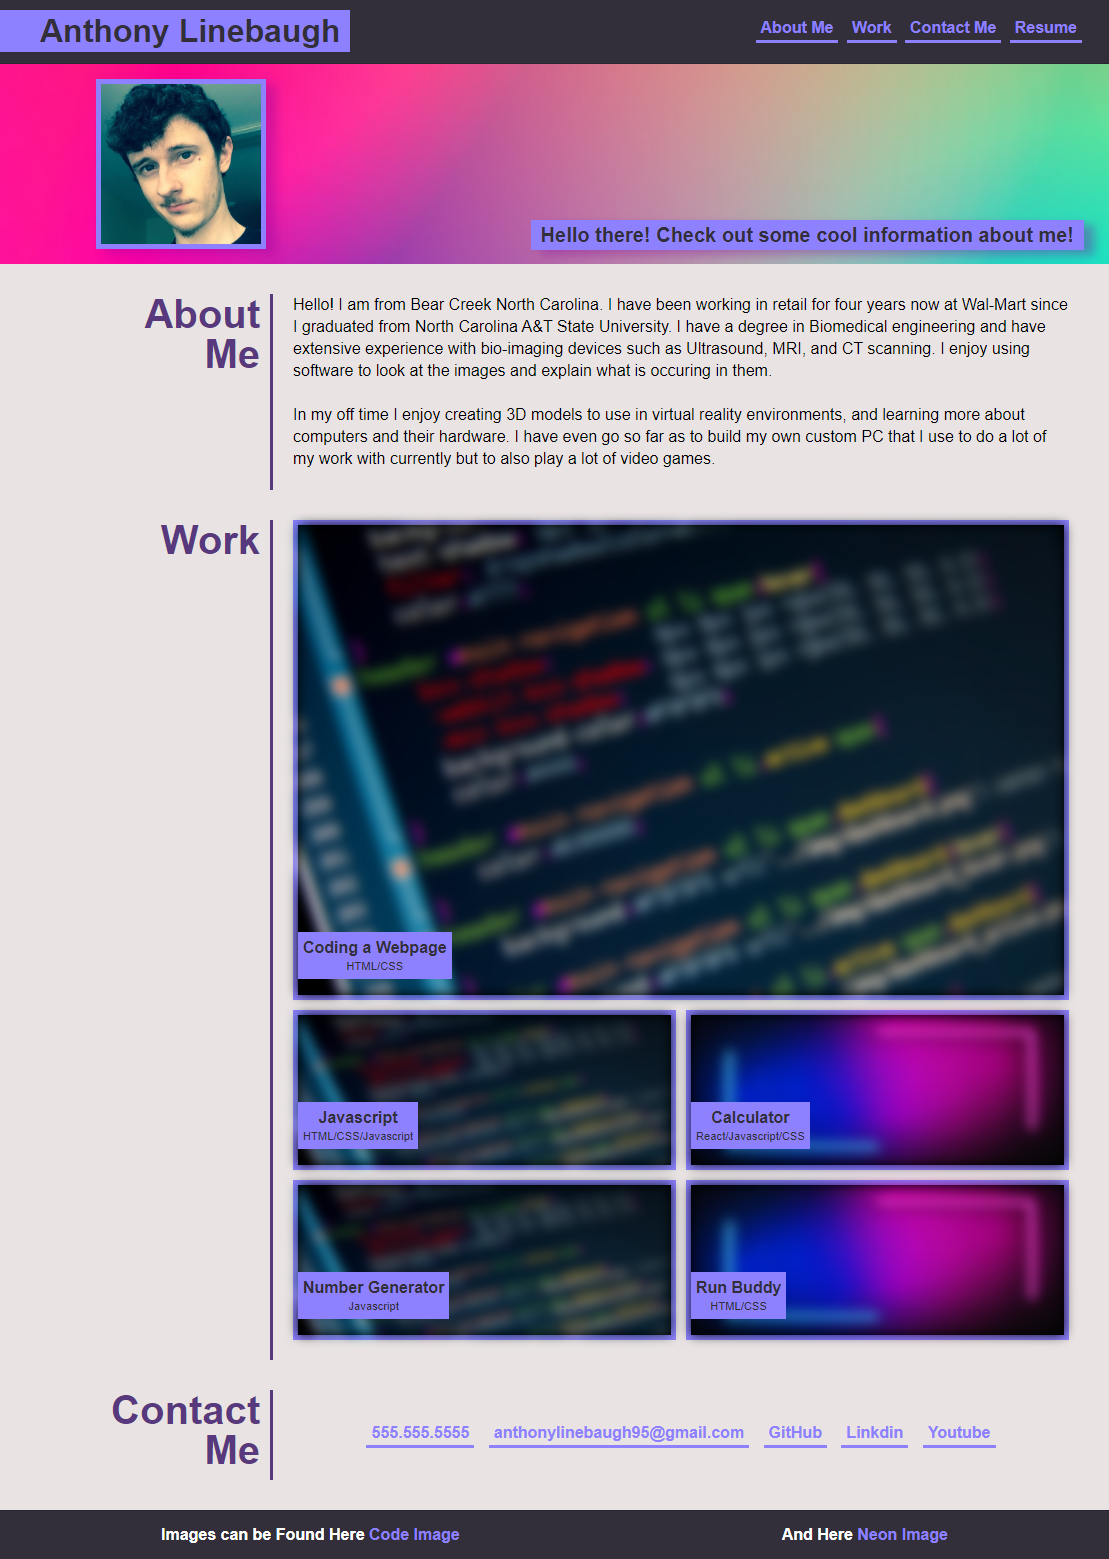 Anthony Linebaugh
About Me Work Contact Me Resume
Hello there! Check out some cool information about me!
About
Me
Hello! I am from Bear Creek North Carolina. I have been working in retail for four years now at Wal-Mart since
I graduated from North Carolina A&T State University. I have a degree in Biomedical engineering and have
extensive experience with bio-imaging devices such as Ultrasound, MRI, and CT scanning. I enjoy using
software to look at the images and explain what is occuring in them.
In my off time I enjoy creating 3D models to use in virtual reality environments, and learning more about
computers and their hardware. I have even go so far as to build my own custom PC that I use to do a lot of
my work with currently but to also play a lot of video games.
Work
Coding a Webpage
HTML/CSS
Javascript
HTML/CSS/Javascript
Calculator
React/Javascript/CSS
Number Generator
Javascript
Run Buddy
HTML/CSS
Contact
Me
555.555.5555 anthonylinebaugh95@gmail.com GitHub Linkdin Youtube
Images can be Found Here Code Image
And Here Neon Image